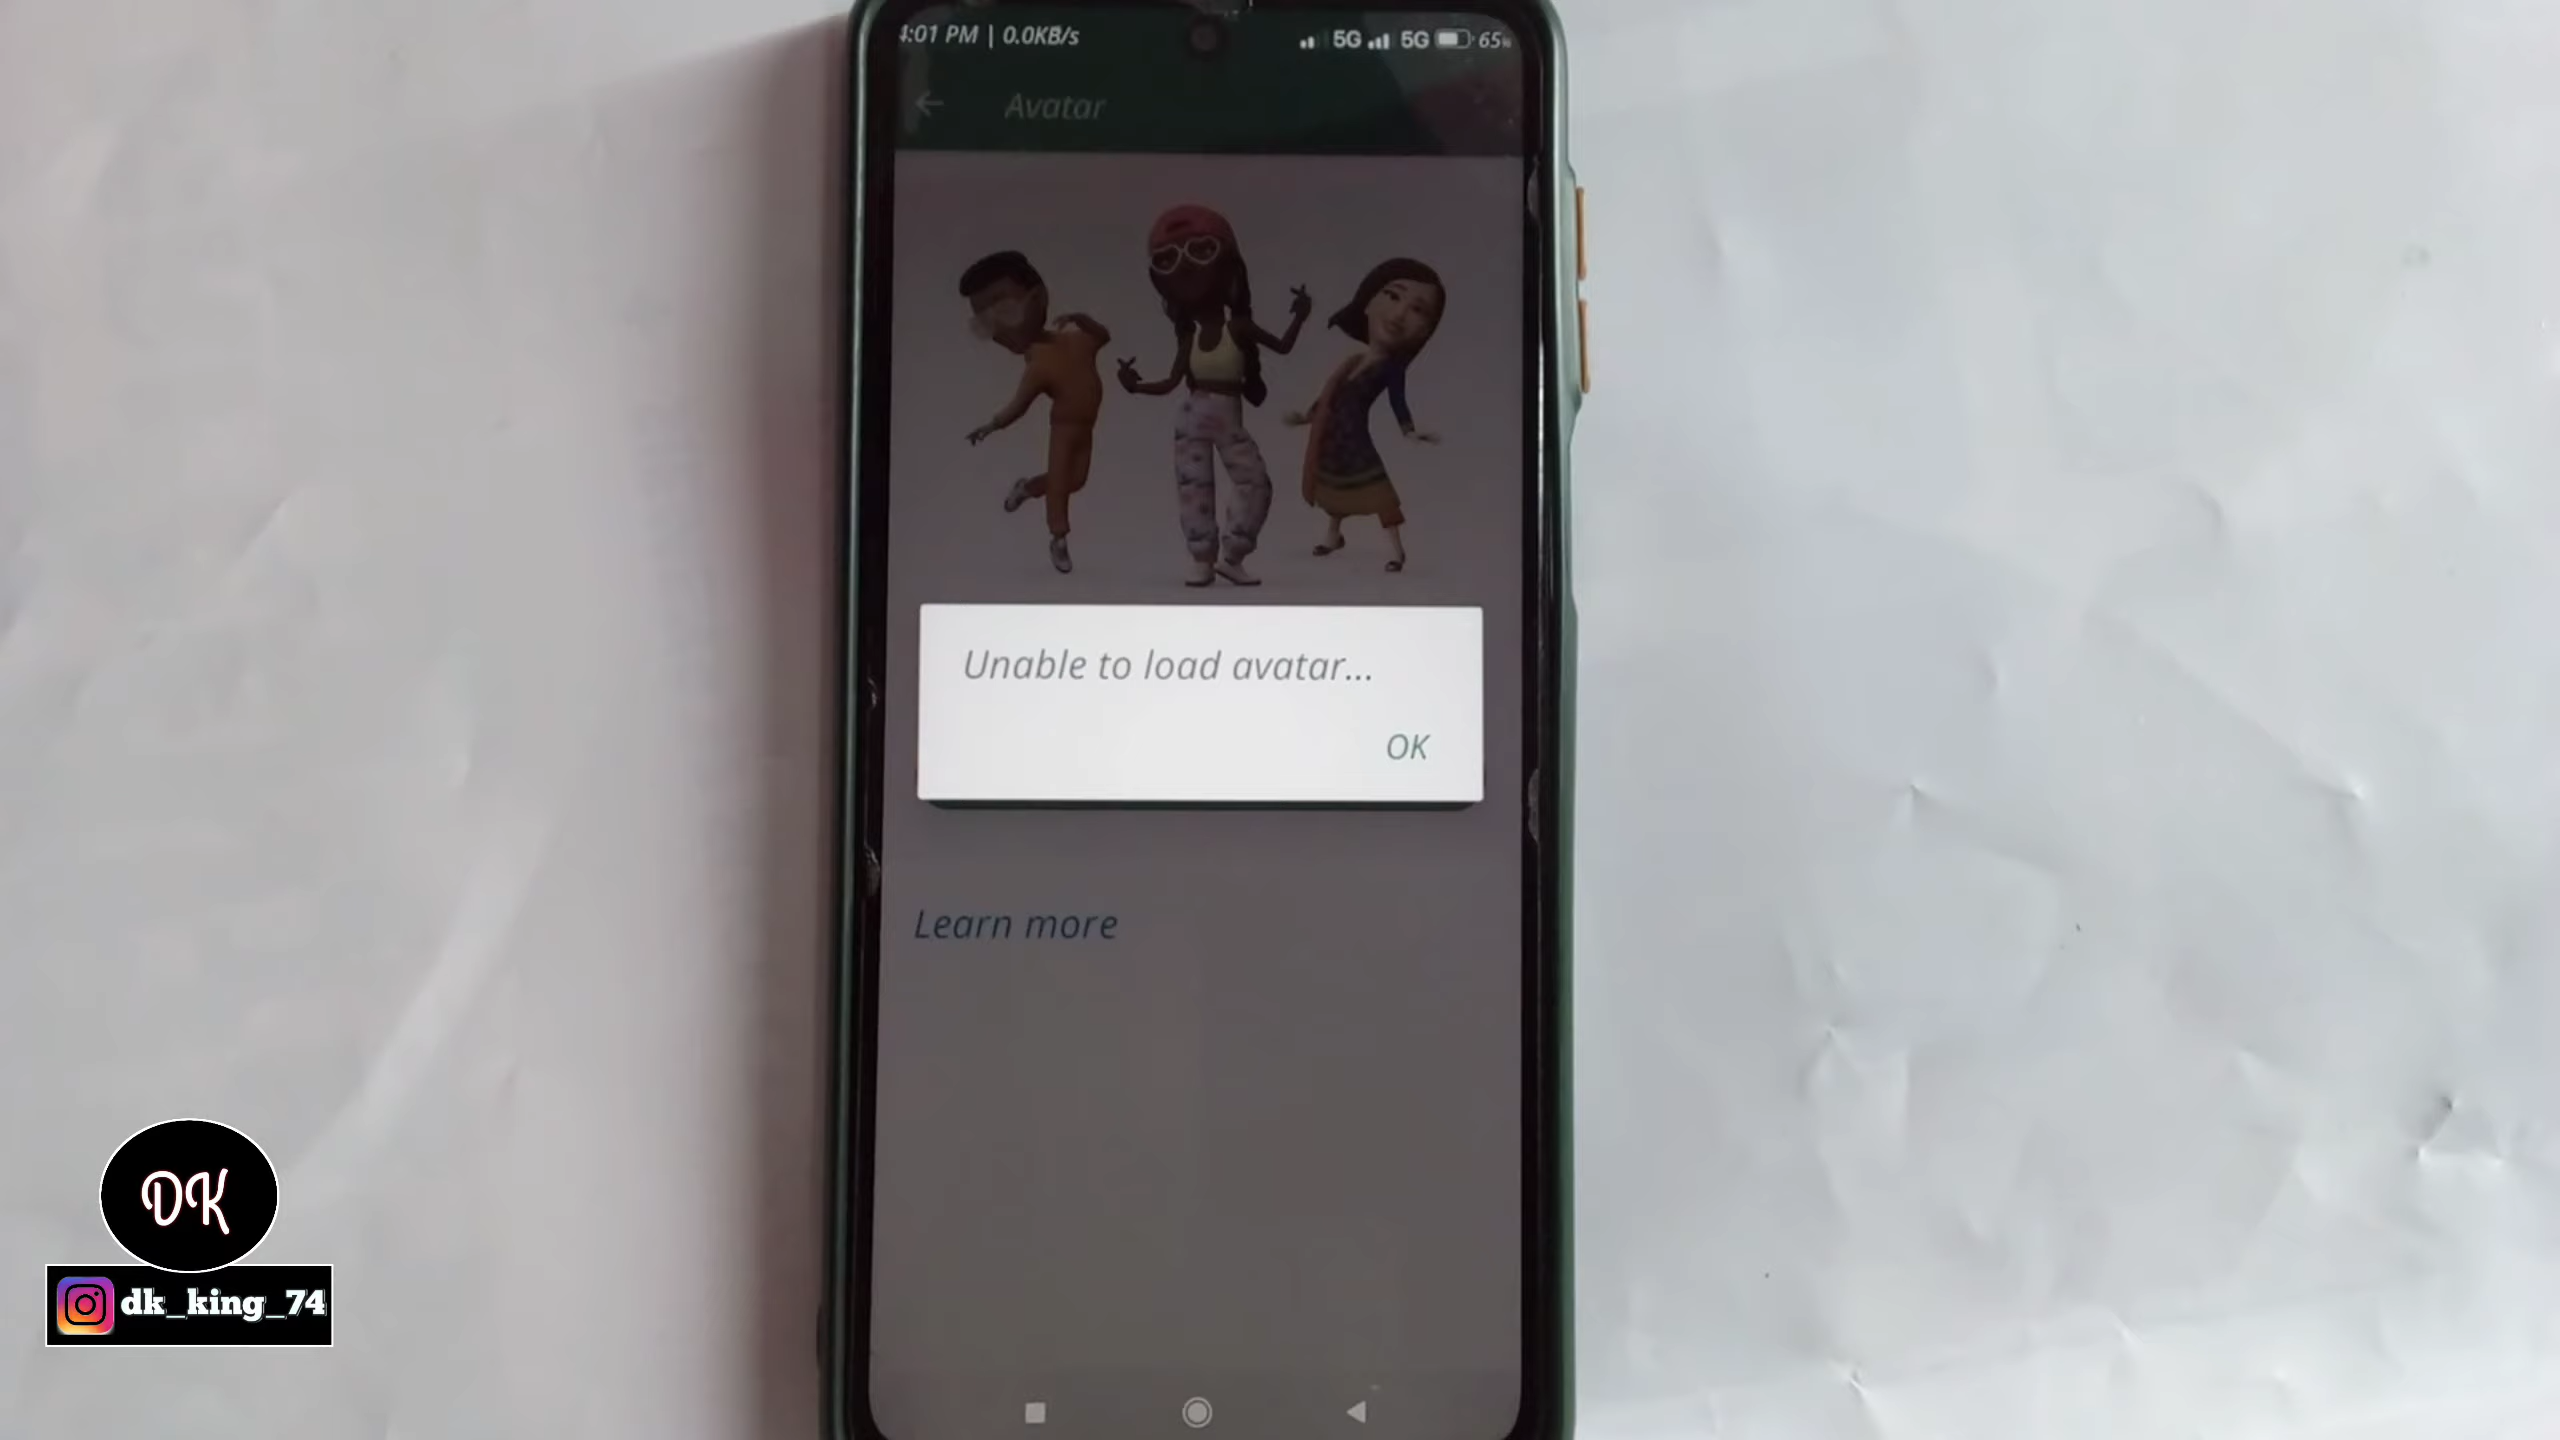 4:01 PM | 0.0KB/s 5G 5G 65
Avatar
Unable to load avatar...
OK
Learn more
DK
dk_king_74